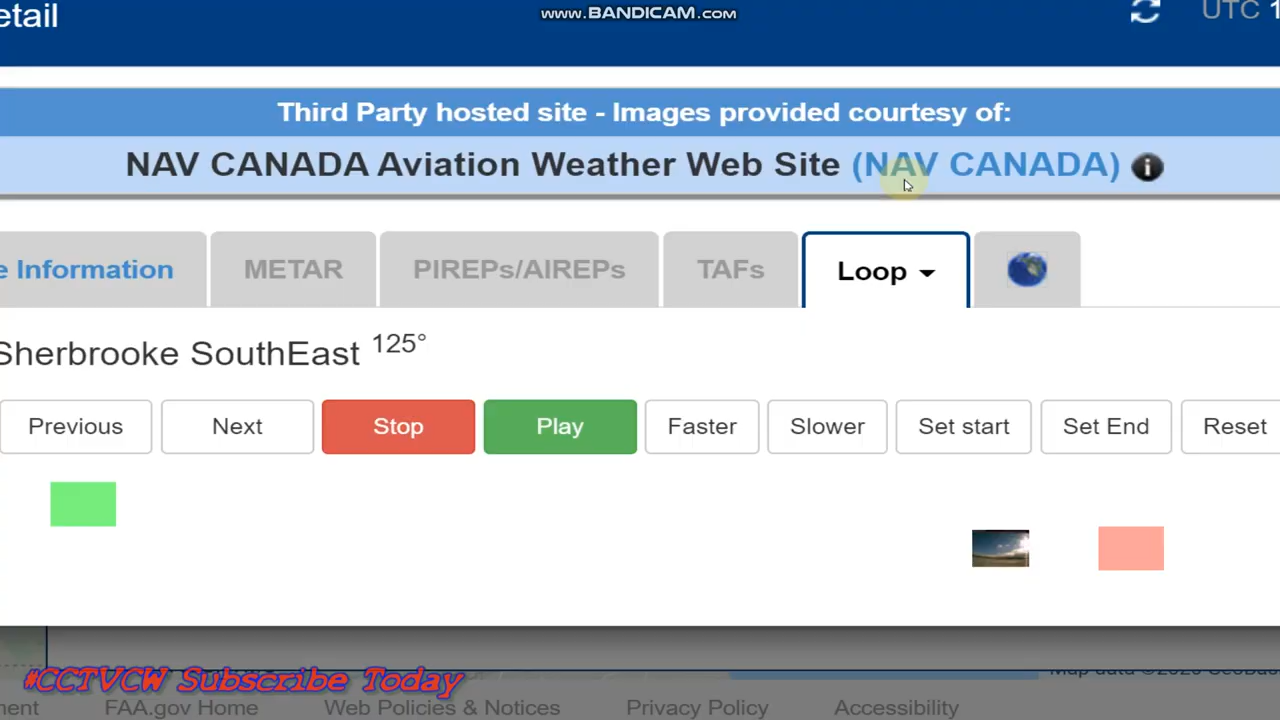 etail
www.BANDICAM.com
UTC 1
Third Party hosted site - Images provided courtesy of:
NAV CANADA Aviation Weather Web Site (NAV CANADA) i
e Information
METAR
PIREPs/AIREPs
TAFs
Loop
Sherbrooke SouthEast 125°
Previous
Next
Stop
Play
Faster
Slower
Set start
Set End
Reset
#CCTVCW Subscribe Today
ment
FAA.gov Home
Web Policies & Notices
Privacy Policy
Accessibility